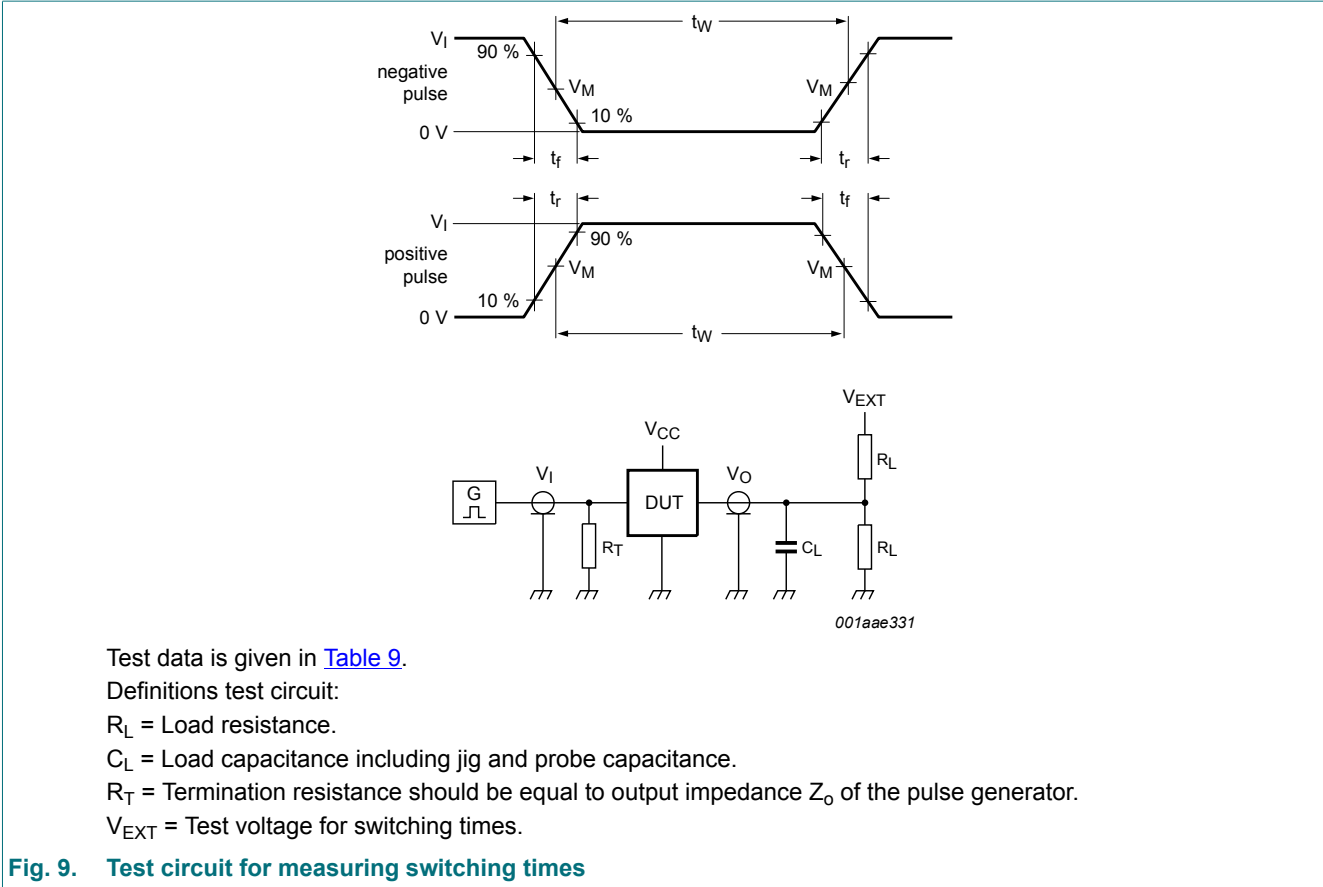 tW
VI
90 %
negative
pulse
VM
VM
10 %
0 V
tf
tr
tr
tf
VI
90 %
positive
pulse
VM
VM
10 %
0 V
tW
VEXT
VCC
RL
VI
VO
G
DUT
RT
CL
RL
001aae331
Test data is given in Table 9.
Definitions test circuit:
RL = Load resistance.
CL = Load capacitance including jig and probe capacitance.
RT = Termination resistance should be equal to output impedance Zo of the pulse generator.
VEXT = Test voltage for switching times.
Fig. 9. Test circuit for measuring switching times